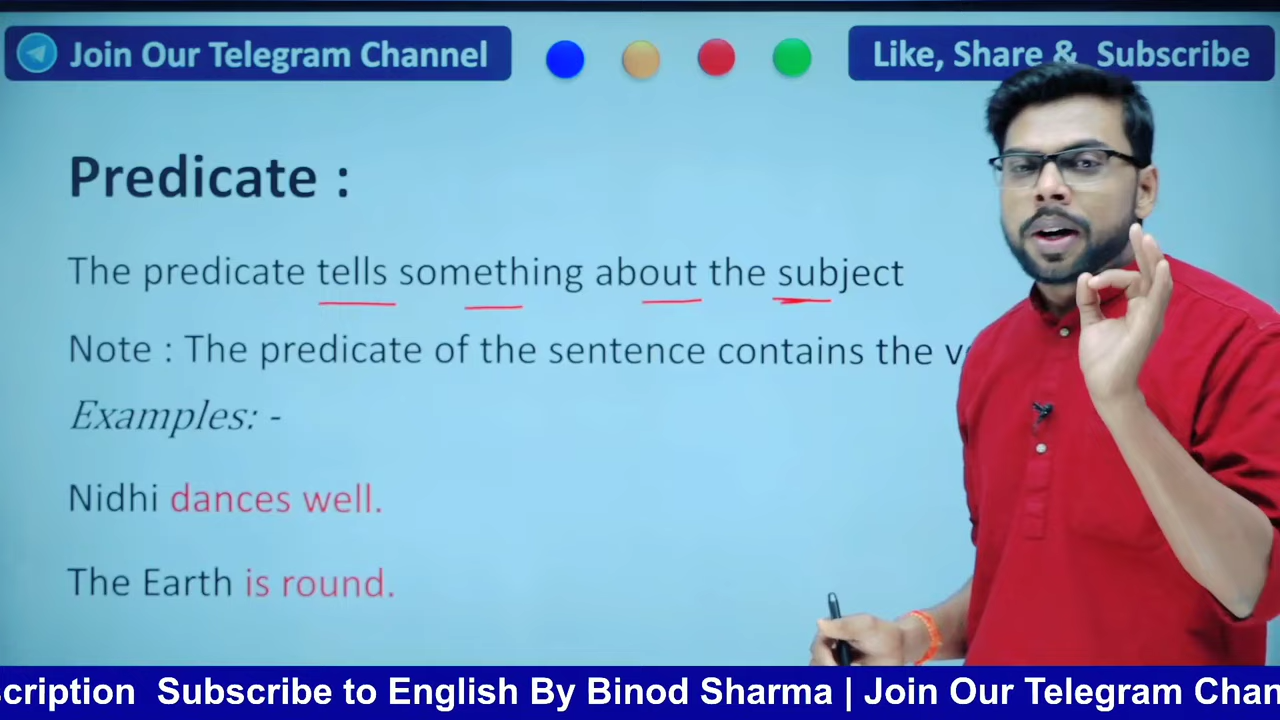 Join Our Telegram Channel
Like, Share & Subscribe
Predicate :
The predicate tells something about the subject
Note : The predicate of the sentence contains the
Examples: -
Nidhi dances well.
The Earth is round.
Subscribe to English By Binod Sharma | Join Our Telegram